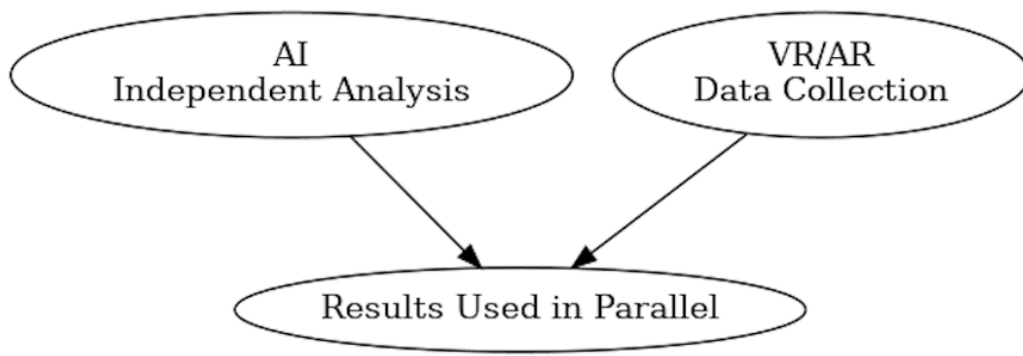 AI
Independent Analysis
VR/AR
Data Collection
Results Used in Parallel